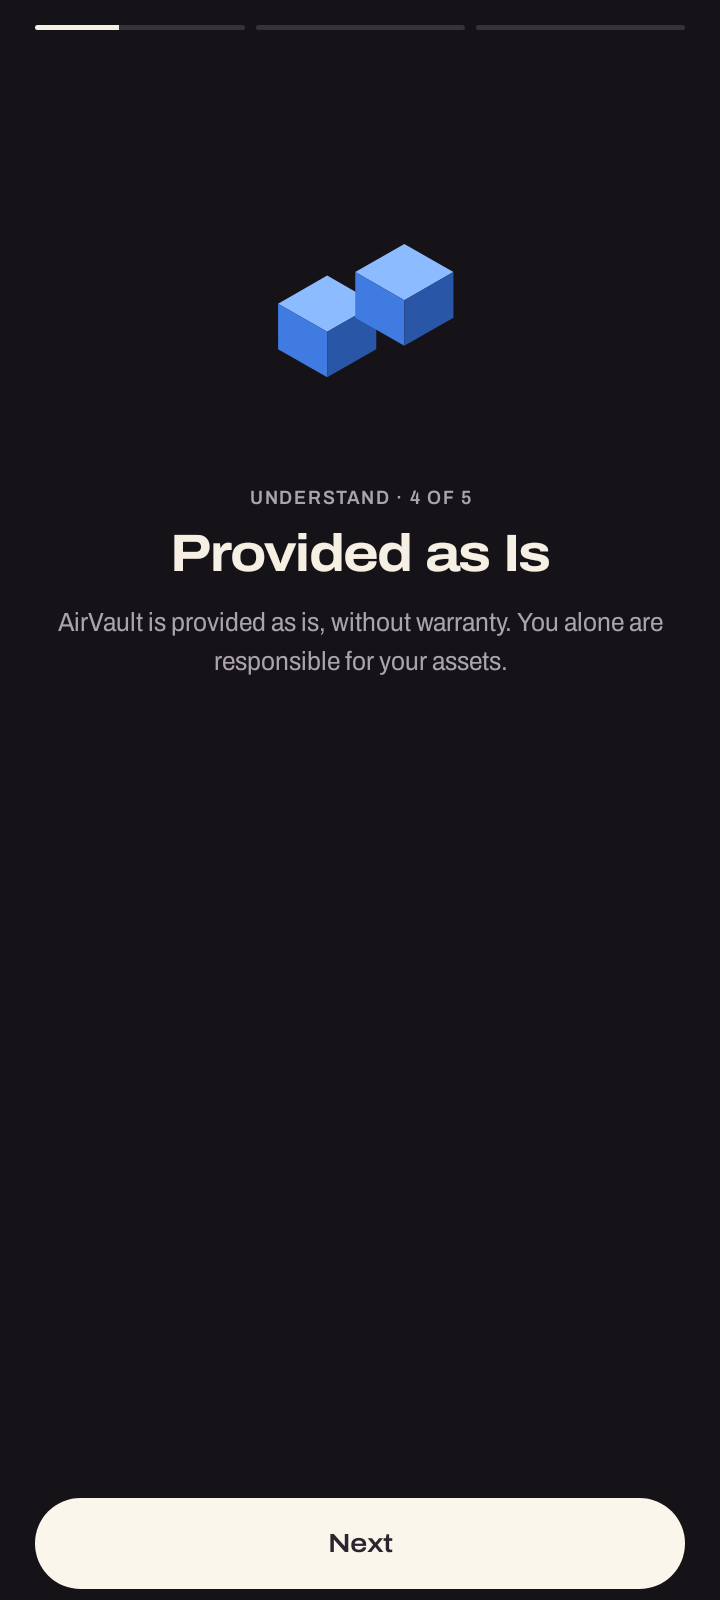 UNDERSTAND · 4 OF 5
Provided as Is
AirVault is provided as is, without warranty. You alone are
responsible for your assets.
Next